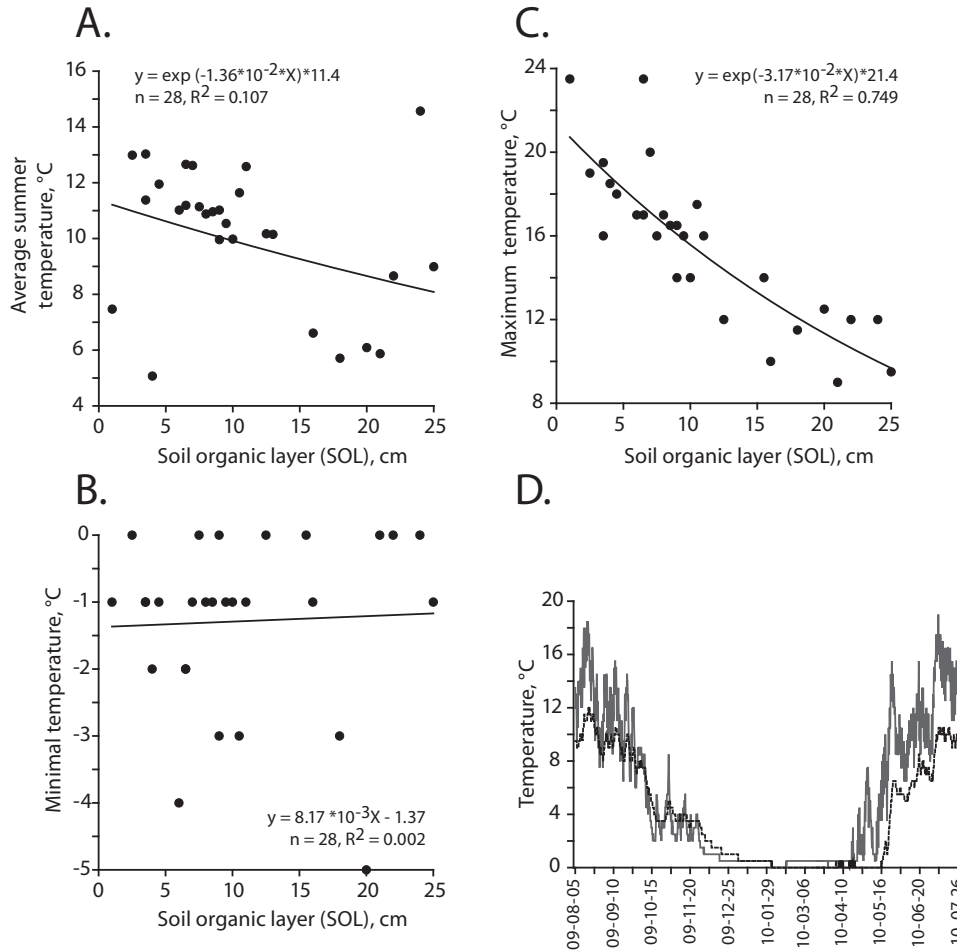 A.
y = exp (-1.36*10-2*X)*11.4
n = 28, R2 = 0.107
16
14
12
10
8
6
4
Average summer
temperature, °C
0
5
10
15
20
25
Soil organic layer (SOL), cm
C.
y = exp(-3.17*10-2*X)*21.4
n = 28, R2 = 0.749
24
20
16
12
8
Maximum temperature, °C
0
5
10
15
20
25
Soil organic layer (SOL), cm
B.
0
-1
-2
-3
-4
-5
Minimal temperature, °C
y = 8.17 *10-3X - 1.37
n = 28, R2 = 0.002
0
5
10
15
20
25
Soil organic layer (SOL), cm
D.
20
16
12
8
4
0
Temperature, °C
09-08-05
09-09-10
09-10-15
09-11-20
09-12-25
10-01-29
10-03-06
10-04-10
10-05-16
10-06-20
10-07-26